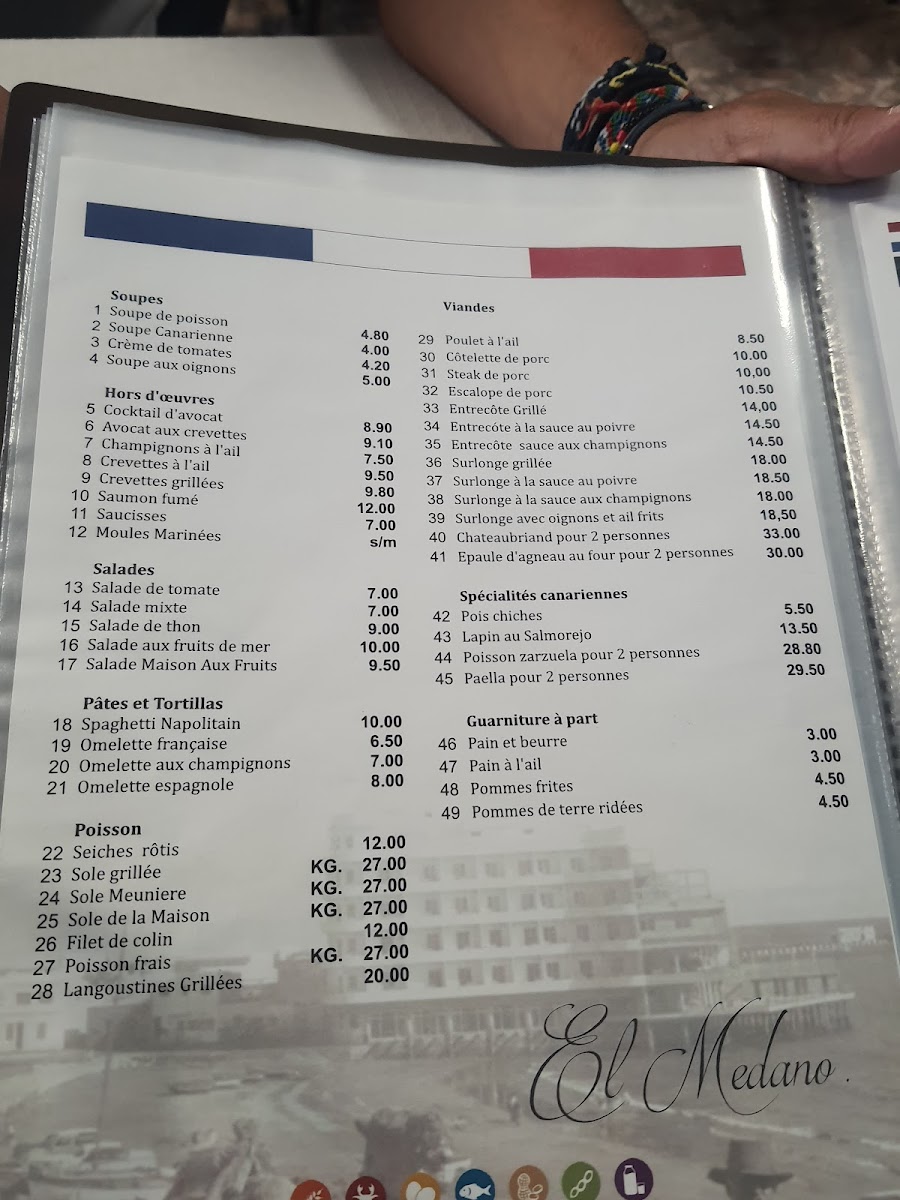 Soupes
1 Soupe de poisson 4.80
2 Soupe Canarienne 4.00
3 Crème de tomates 4.20
4 Soupe aux oignons 5.00
Hors d'œuvres
5 Cocktail d'avocat 8.90
6 Avocat aux crevettes 9.10
7 Champignons à l'ail 7.50
8 Crevettes à l'ail 9.50
9 Crevettes grillées 9.80
10 Saumon fumé 12.00
11 Saucisses 7.00
12 Moules Marinées s/m
Salades
13 Salade de tomate 7.00
14 Salade mixte 7.00
15 Salade de thon 9.00
16 Salade aux fruits de mer 10.00
17 Salade Maison Aux Fruits 9.50
Pâtes et Tortillas
18 Spaghetti Napolitain 10.00
19 Omelette française 6.50
20 Omelette aux champignons 7.00
21 Omelette espagnole 8.00
Poisson
22 Seiches rôtis 12.00
23 Sole grillée KG. 27.00
24 Sole Meuniere KG. 27.00
25 Sole de la Maison KG. 27.00
26 Filet de colin 12.00
27 Poisson frais KG. 27.00
28 Langoustines Grillées 20.00
Viandes
29 Poulet à l'ail 8.50
30 Côtelette de porc 10.00
31 Steak de porc 10,00
32 Escalope de porc 10.50
33 Entrecôte Grillé 14,00
34 Entrecóte à la sauce au poivre 14.50
35 Entrecôte sauce aux champignons 14.50
36 Surlonge grillée 18.00
37 Surlonge à la sauce au poivre 18.50
38 Surlonge à la sauce aux champignons 18.00
39 Surlonge avec oignons et ail frits 18,50
40 Chateaubriand pour 2 personnes 33.00
41 Epaule d'agneau au four pour 2 personnes 30.00
Spécialités canariennes
42 Pois chiches 5.50
43 Lapin au Salmorejo 13.50
44 Poisson zarzuela pour 2 personnes 28.80
45 Paella pour 2 personnes 29.50
Guarniture à part
46 Pain et beurre 3.00
47 Pain à l'ail 3.00
48 Pommes frites 4.50
49 Pommes de terre ridées 4.50
El Medano.